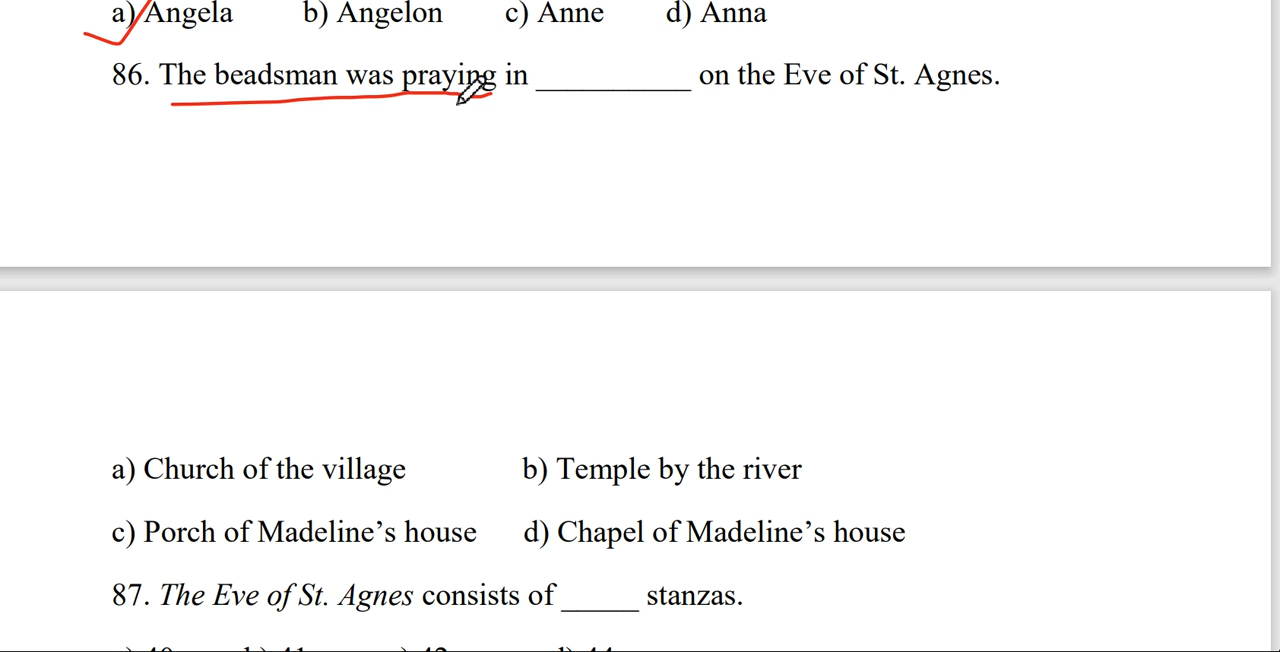 a) Angela b) Angelon c) Anne d) Anna
86. The beadsman was praying in __________ on the Eve of St. Agnes.
a) Church of the village b) Temple by the river
c) Porch of Madeline’s house d) Chapel of Madeline’s house
87. The Eve of St. Agnes consists of _____ stanzas.